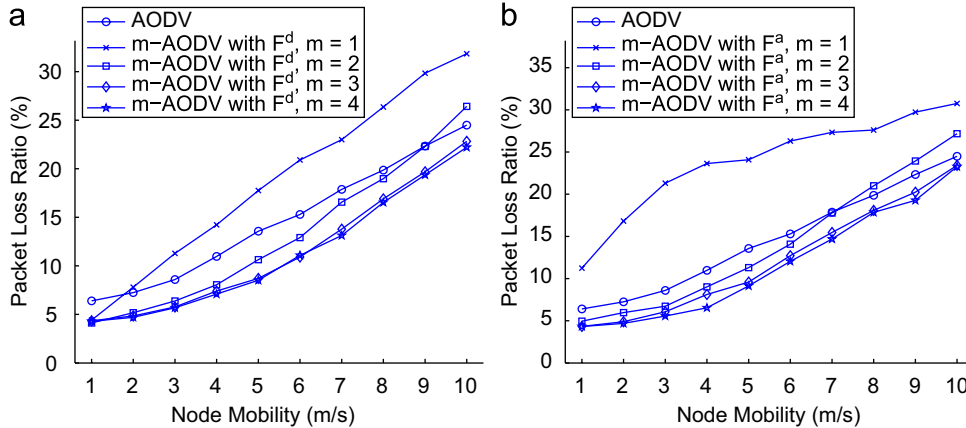 a
AODV
m−AODV with F^d, m = 1
m−AODV with F^d, m = 2
m−AODV with F^d, m = 3
m−AODV with F^d, m = 4
30
25
20
15
10
5
0
Packet Loss Ratio (%)
1 2 3 4 5 6 7 8 9 10
Node Mobility (m/s)
b
AODV
m−AODV with F^a, m = 1
m−AODV with F^a, m = 2
m−AODV with F^a, m = 3
m−AODV with F^a, m = 4
35
30
25
20
15
10
5
0
Packet Loss Ratio (%)
1 2 3 4 5 6 7 8 9 10
Node Mobility (m/s)